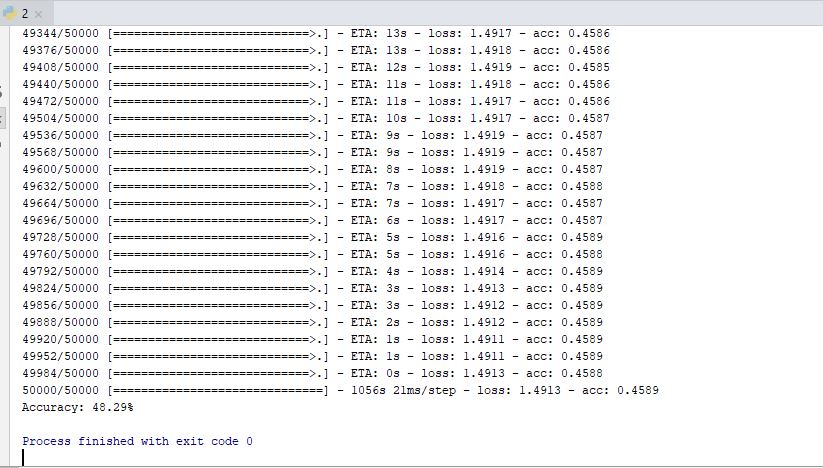 2
49344/50000 [==============================>.] - ETA: 13s - loss: 1.4917 - acc: 0.4586
49376/50000 [==============================>.] - ETA: 13s - loss: 1.4918 - acc: 0.4586
49408/50000 [==============================>.] - ETA: 12s - loss: 1.4919 - acc: 0.4585
49440/50000 [==============================>.] - ETA: 11s - loss: 1.4918 - acc: 0.4586
49472/50000 [==============================>.] - ETA: 11s - loss: 1.4917 - acc: 0.4586
49504/50000 [==============================>.] - ETA: 10s - loss: 1.4917 - acc: 0.4587
49536/50000 [==============================>.] - ETA: 9s - loss: 1.4919 - acc: 0.4587
49568/50000 [==============================>.] - ETA: 9s - loss: 1.4919 - acc: 0.4587
49600/50000 [==============================>.] - ETA: 8s - loss: 1.4919 - acc: 0.4587
49632/50000 [==============================>.] - ETA: 7s - loss: 1.4918 - acc: 0.4588
49664/50000 [==============================>.] - ETA: 7s - loss: 1.4917 - acc: 0.4587
49696/50000 [==============================>.] - ETA: 6s - loss: 1.4917 - acc: 0.4587
49728/50000 [==============================>.] - ETA: 5s - loss: 1.4916 - acc: 0.4589
49760/50000 [==============================>.] - ETA: 5s - loss: 1.4916 - acc: 0.4588
49792/50000 [==============================>.] - ETA: 4s - loss: 1.4914 - acc: 0.4589
49824/50000 [==============================>.] - ETA: 3s - loss: 1.4913 - acc: 0.4589
49856/50000 [==============================>.] - ETA: 3s - loss: 1.4912 - acc: 0.4589
49888/50000 [==============================>.] - ETA: 2s - loss: 1.4912 - acc: 0.4589
49920/50000 [==============================>.] - ETA: 1s - loss: 1.4911 - acc: 0.4589
49952/50000 [==============================>.] - ETA: 1s - loss: 1.4911 - acc: 0.4589
49984/50000 [==============================>.] - ETA: 0s - loss: 1.4913 - acc: 0.4588
50000/50000 [==============================] - 1056s 21ms/step - loss: 1.4913 - acc: 0.4589
Accuracy: 48.29%
Process finished with exit code 0